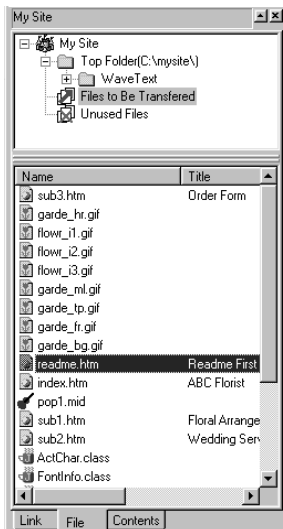 My Site
My Site
Top Folder(C:\mysite\)
WaveText
Files to Be Transfered
Unused Files
Name Title
sub3.htm Order Form
garde_hr.gif
flowr_i1.gif
flowr_i2.gif
flowr_i3.gif
garde_ml.gif
garde_tp.gif
garde_fr.gif
garde_bg.gif
readme.htm Readme First
index.htm ABC Florist
pop1.mid
sub1.htm Floral Arrange
sub2.htm Wedding Ser
ActChar.class
FontInfo.class
Link File Contents